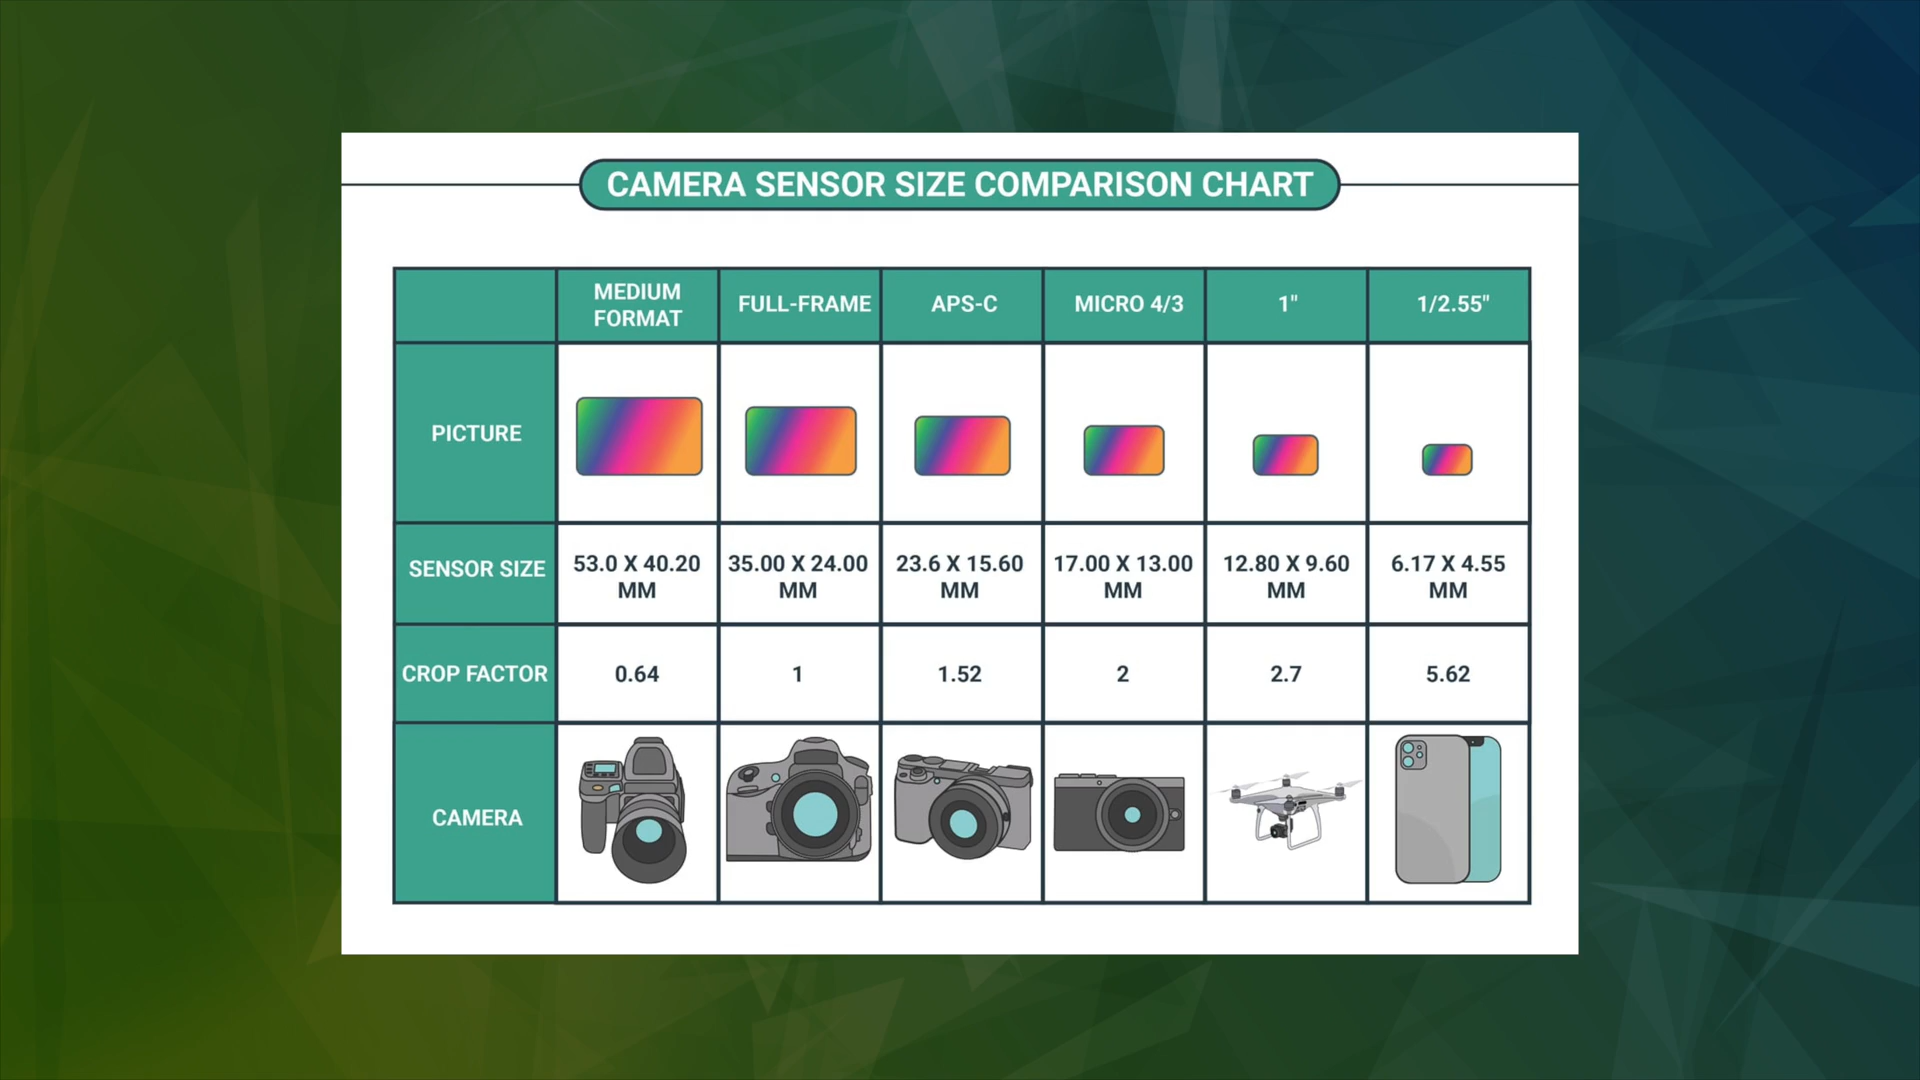 CAMERA SENSOR SIZE COMPARISON CHART
MEDIUM
FORMAT
FULL-FRAME
APS-C
MICRO 4/3
1"
1/2.55"
PICTURE
SENSOR SIZE
53.0 X 40.20
MM
35.00 X 24.00
MM
23.6 X 15.60
MM
17.00 X 13.00
MM
12.80 X 9.60
MM
6.17 X 4.55
MM
CROP FACTOR
0.64
1
1.52
2
2.7
5.62
CAMERA